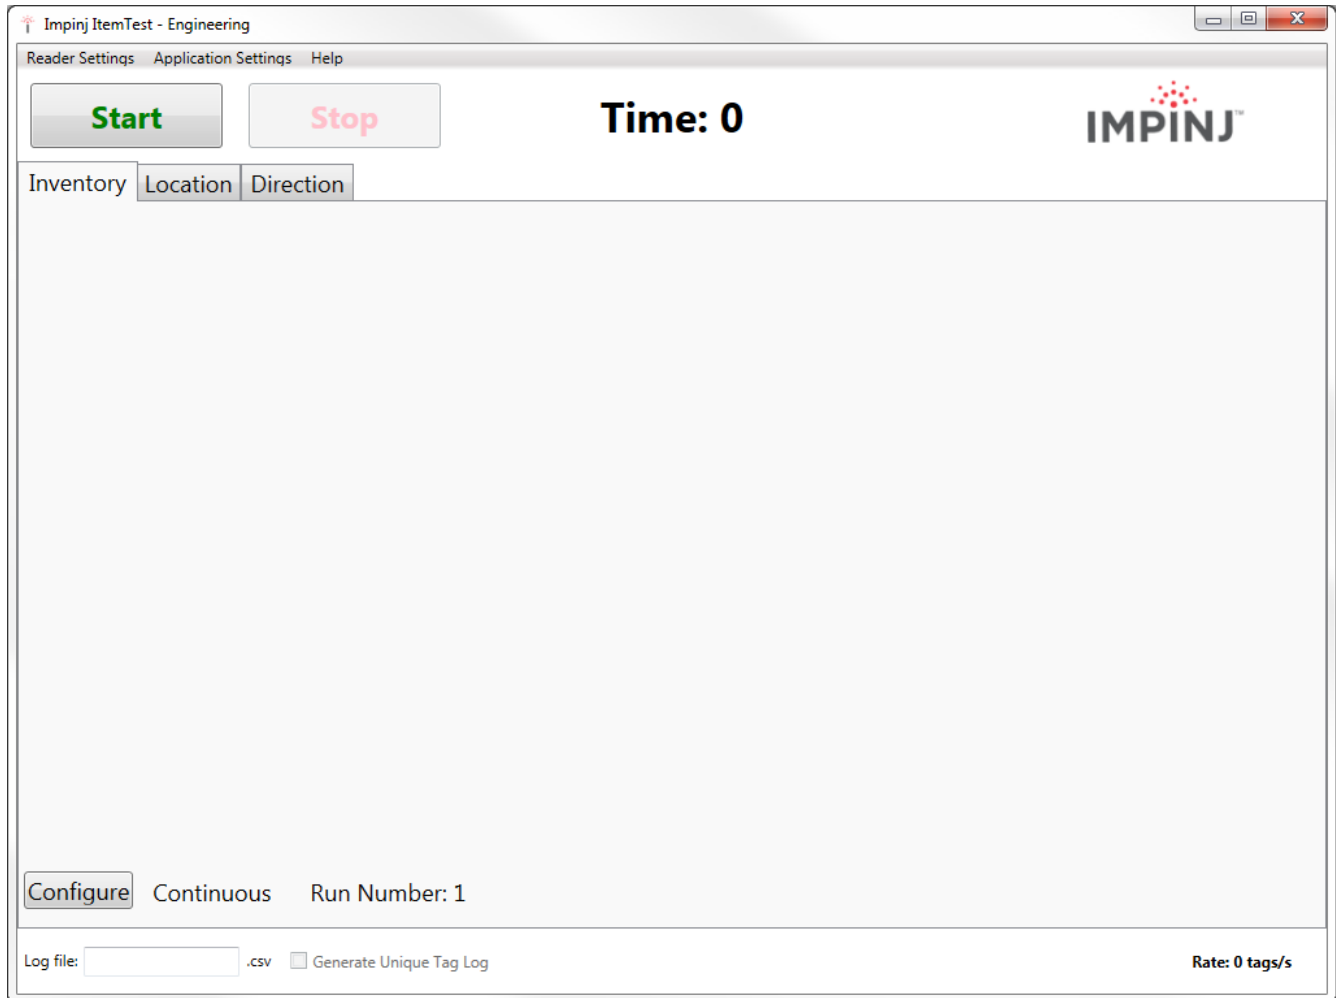 Impinj ItemTest - Engineering
Reader Settings Application Settings Help
Start Stop Time: 0 IMPINJ™
Inventory Location Direction
Configure Continuous Run Number: 1
Log file: .csv Generate Unique Tag Log Rate: 0 tags/s